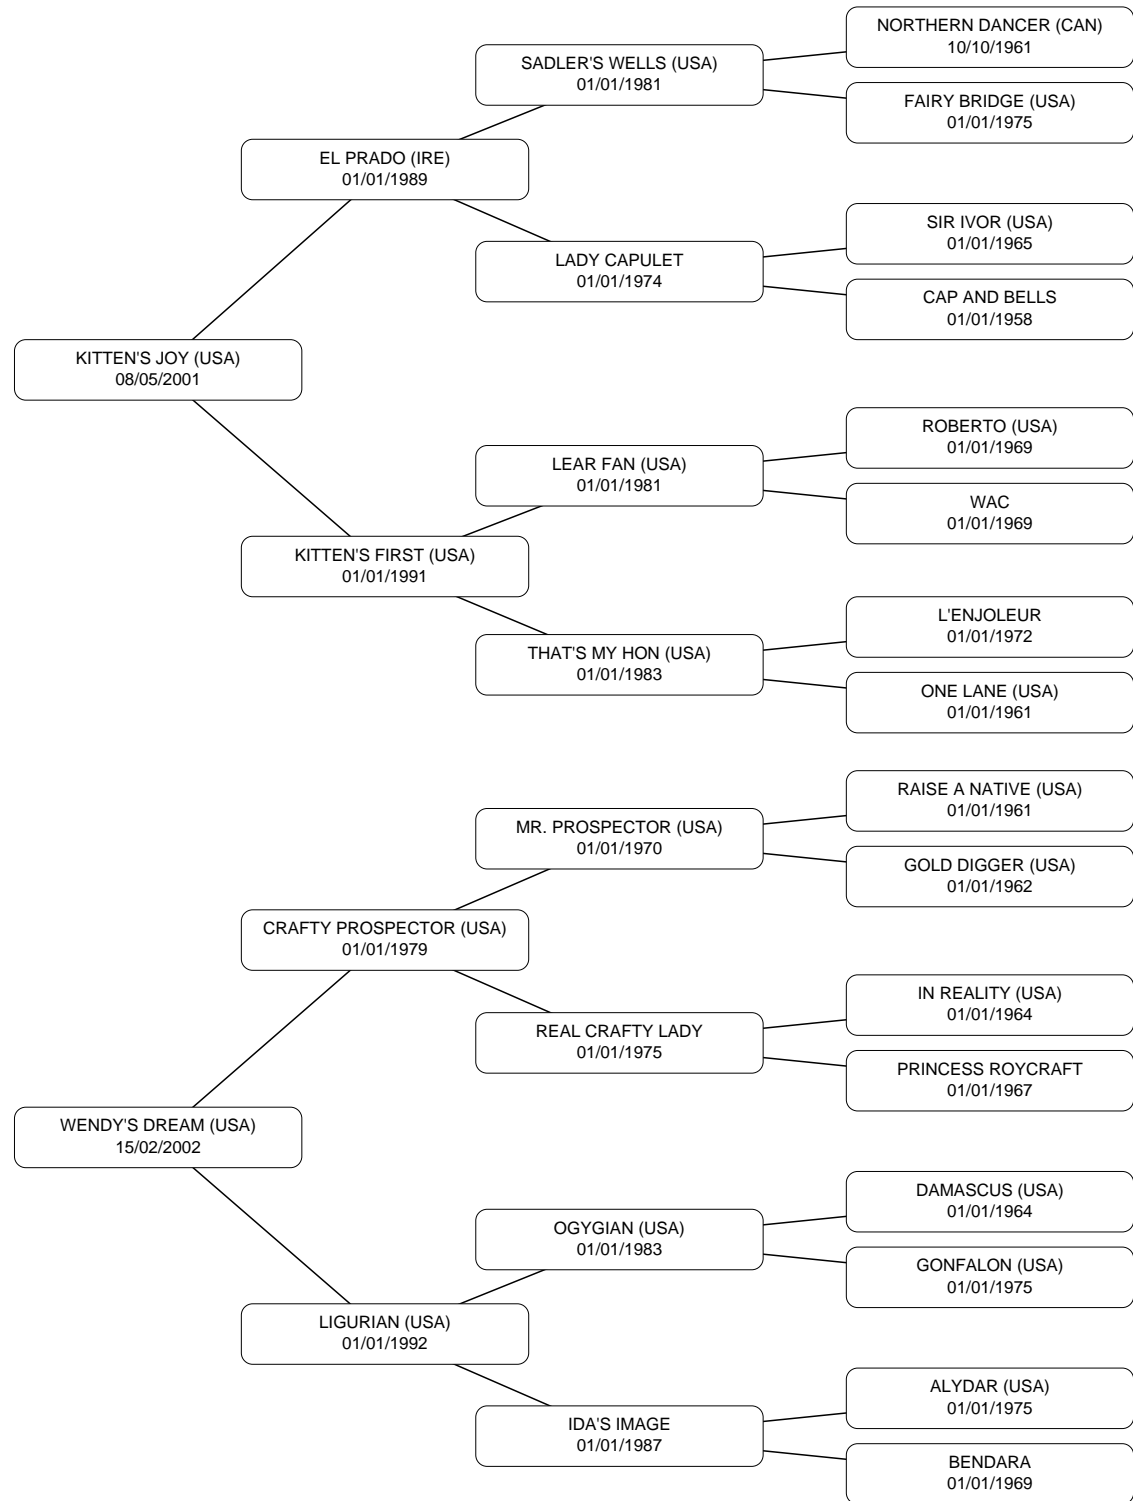 NORTHERN DANCER (CAN)
10/10/1961
SADLER'S WELLS (USA)
01/01/1981
FAIRY BRIDGE (USA)
01/01/1975
EL PRADO (IRE)
01/01/1989
SIR IVOR (USA)
01/01/1965
LADY CAPULET
01/01/1974
CAP AND BELLS
01/01/1958
KITTEN'S JOY (USA)
08/05/2001
ROBERTO (USA)
01/01/1969
LEAR FAN (USA)
01/01/1981
WAC
01/01/1969
KITTEN'S FIRST (USA)
01/01/1991
L'ENJOLEUR
01/01/1972
THAT'S MY HON (USA)
01/01/1983
ONE LANE (USA)
01/01/1961
RAISE A NATIVE (USA)
01/01/1961
MR. PROSPECTOR (USA)
01/01/1970
GOLD DIGGER (USA)
01/01/1962
CRAFTY PROSPECTOR (USA)
01/01/1979
IN REALITY (USA)
01/01/1964
REAL CRAFTY LADY
01/01/1975
PRINCESS ROYCRAFT
01/01/1967
WENDY'S DREAM (USA)
15/02/2002
DAMASCUS (USA)
01/01/1964
OGYGIAN (USA)
01/01/1983
GONFALON (USA)
01/01/1975
LIGURIAN (USA)
01/01/1992
ALYDAR (USA)
01/01/1975
IDA'S IMAGE
01/01/1987
BENDARA
01/01/1969